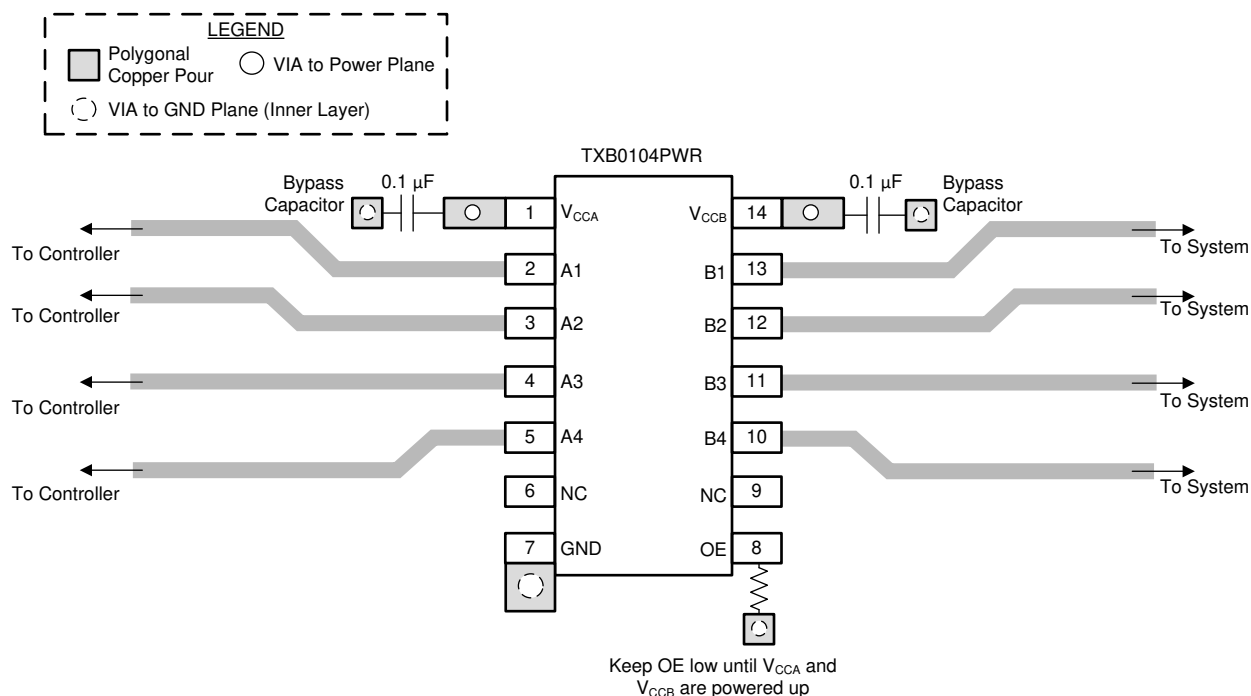 LEGEND
Polygonal
Copper Pour
VIA to Power Plane
VIA to GND Plane (Inner Layer)
TXB0104PWR
Bypass
Capacitor
0.1 µF
0.1 µF
Bypass
Capacitor
1
VCCA
VCCB
14
To Controller
2
A1
B1
13
To System
To Controller
3
A2
B2
12
To System
4
A3
B3
11
To Controller
To System
5
A4
B4
10
To Controller
To System
6
NC
NC
9
7
GND
OE
8
Keep OE low until VCCA and
VCCB are powered up